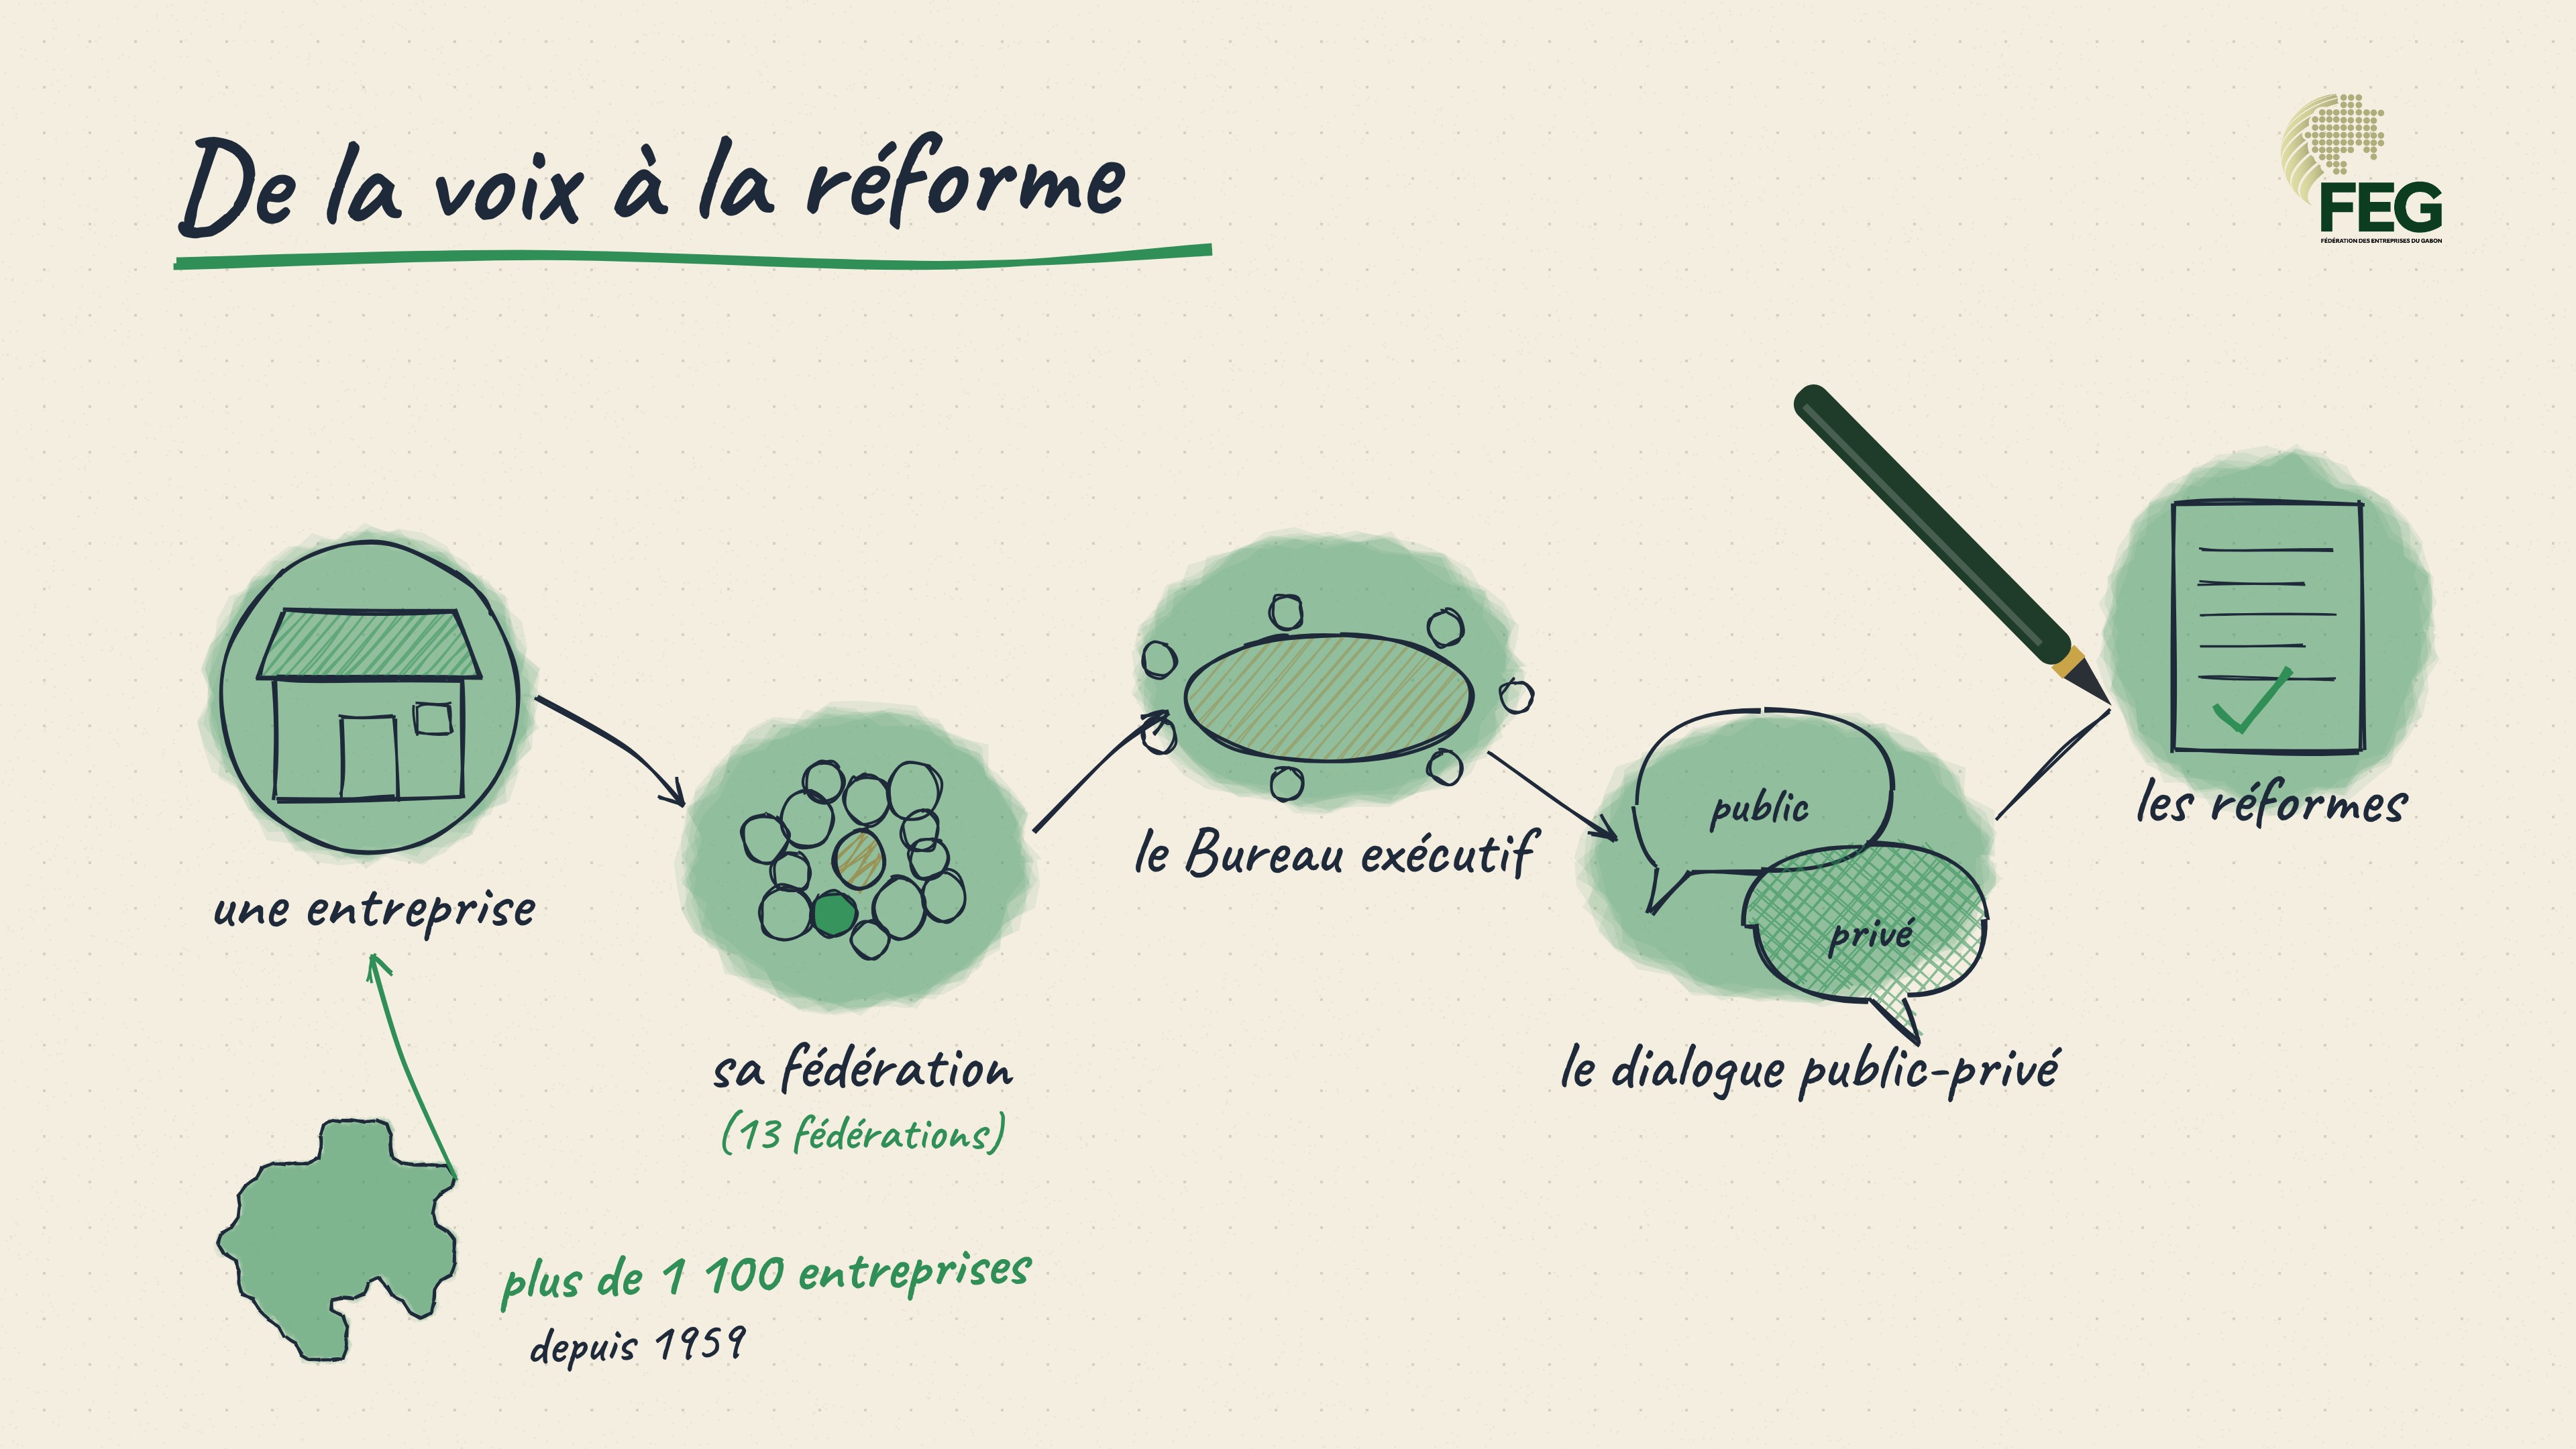 De la voix à la réforme
FEG
FÉDÉRATION DES ENTREPRISES DU GABON
une entreprise
sa fédération
(13 fédérations)
le Bureau exécutif
public
privé
le dialogue public-privé
les réformes
plus de 1 100 entreprises
depuis 1959